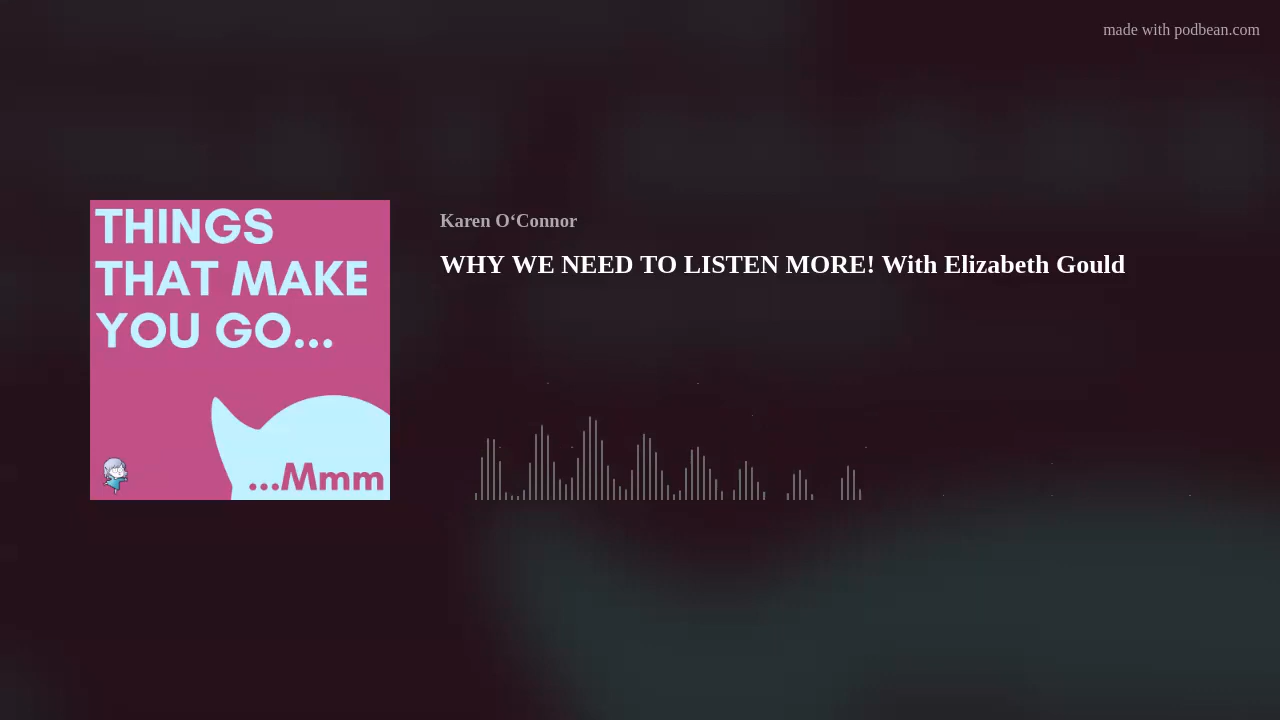 made with podbean.com
THINGS
THAT MAKE
YOU GO...
...Mmm
Karen O‘Connor
WHY WE NEED TO LISTEN MORE! With Elizabeth Gould